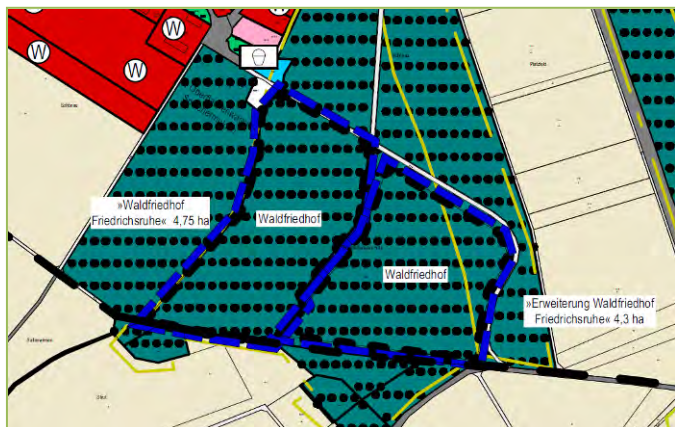 W
W
W
W
»Waldfriedhof
Friedrichsruhe« 4,75 ha
Waldfriedhof
Waldfriedhof
»Erweiterung Waldfriedhof
Friedrichsruhe« 4,3 ha